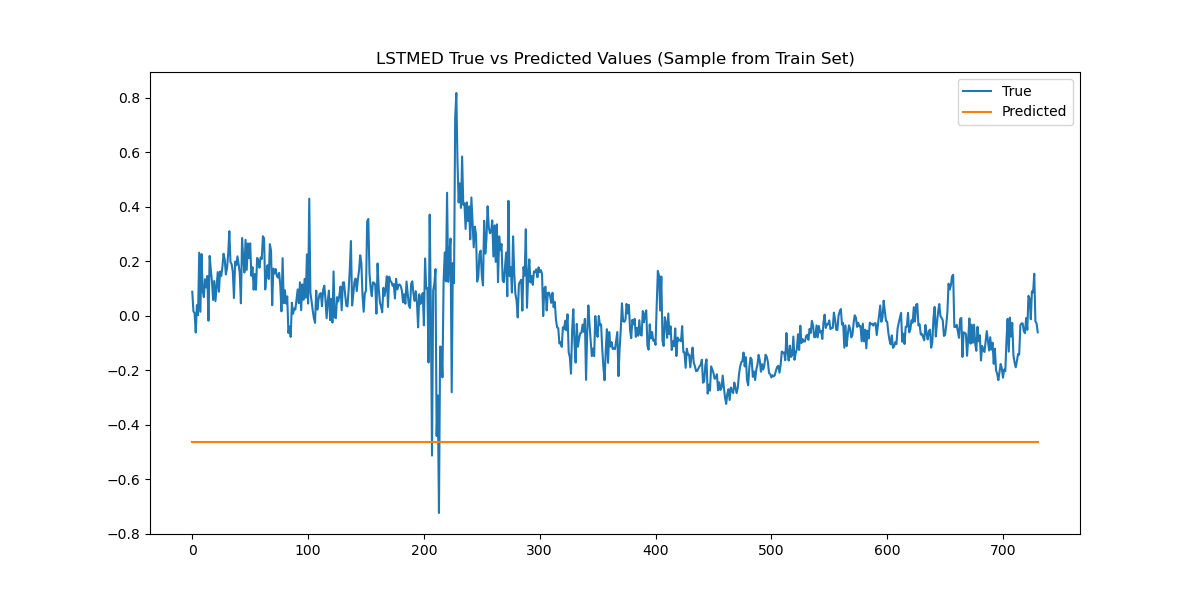 LSTMED True vs Predicted Values (Sample from Train Set)
True
Predicted
0.8
0.6
0.4
0.2
0.0
−0.2
−0.4
−0.6
−0.8
0 100 200 300 400 500 600 700